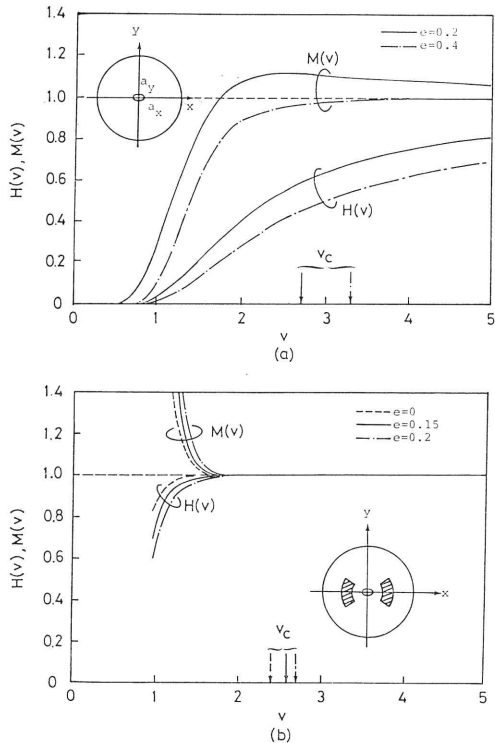 1.4
1.2
1.0
0.8
0.6
0.4
0.2
0
H(v), M(v)
e=0.2
e=0.4
M(v)
H(v)
y
a y
a x
x
v c
0 1 2 3 4 5
v
(a)
1.4
1.2
1.0
0.8
0.6
0.4
0.2
0
H(v), M(v)
e=0
e=0.15
e=0.2
M(v)
H(v)
y
x
v c
0 1 2 3 4 5
v
(b)